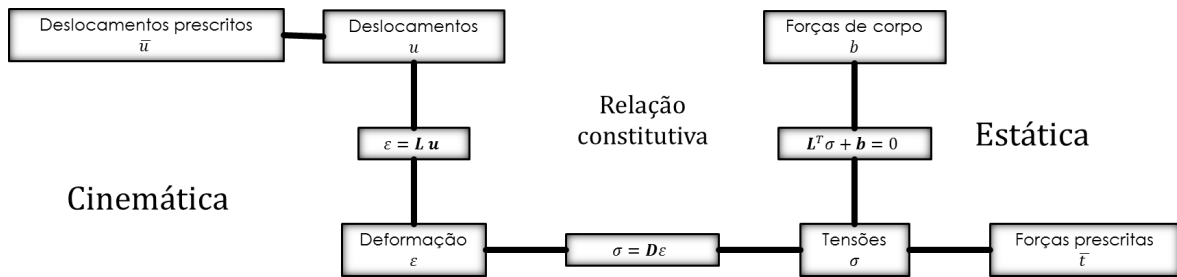 Deslocamentos prescritos
u̅
Deslocamentos
u
Forças de corpo
b
Relação
constitutiva
ε = L u
Lᵀσ + b = 0
Estática
Cinemática
Deformação
ε
σ = Dε
Tensões
σ
Forças prescritas
t̅